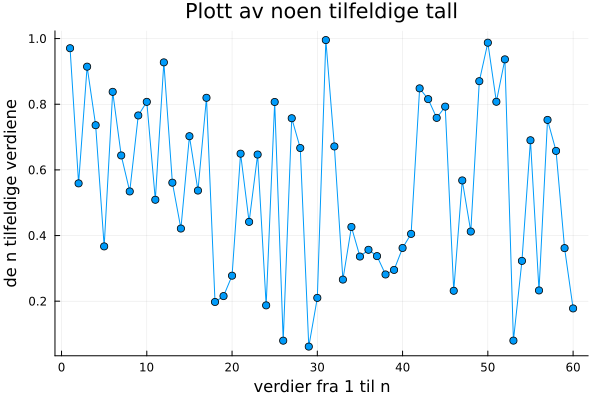 Plott av noen tilfeldige tall
1.0
0.8
0.6
0.4
0.2
de n tilfeldige verdiene
0 10 20 30 40 50 60
verdier fra 1 til n